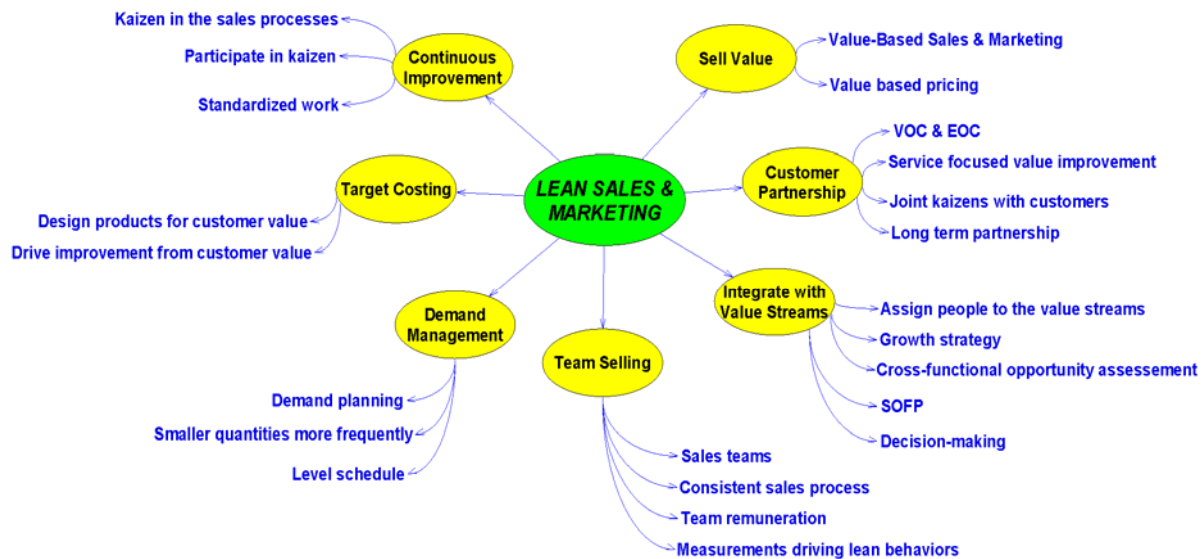 Kaizen in the sales processes
Participate in kaizen
Standardized work
Continuous
Improvement
Sell Value
Value-Based Sales & Marketing
Value based pricing
LEAN SALES &
MARKETING
Customer
Partnership
VOC & EOC
Service focused value improvement
Joint kaizens with customers
Long term partnership
Target Costing
Design products for customer value
Drive improvement from customer value
Integrate with
Value Streams
Assign people to the value streams
Growth strategy
Cross-functional opportunity assessement
SOFP
Decision-making
Demand
Management
Demand planning
Smaller quantities more frequently
Level schedule
Team Selling
Sales teams
Consistent sales process
Team remuneration
Measurements driving lean behaviors